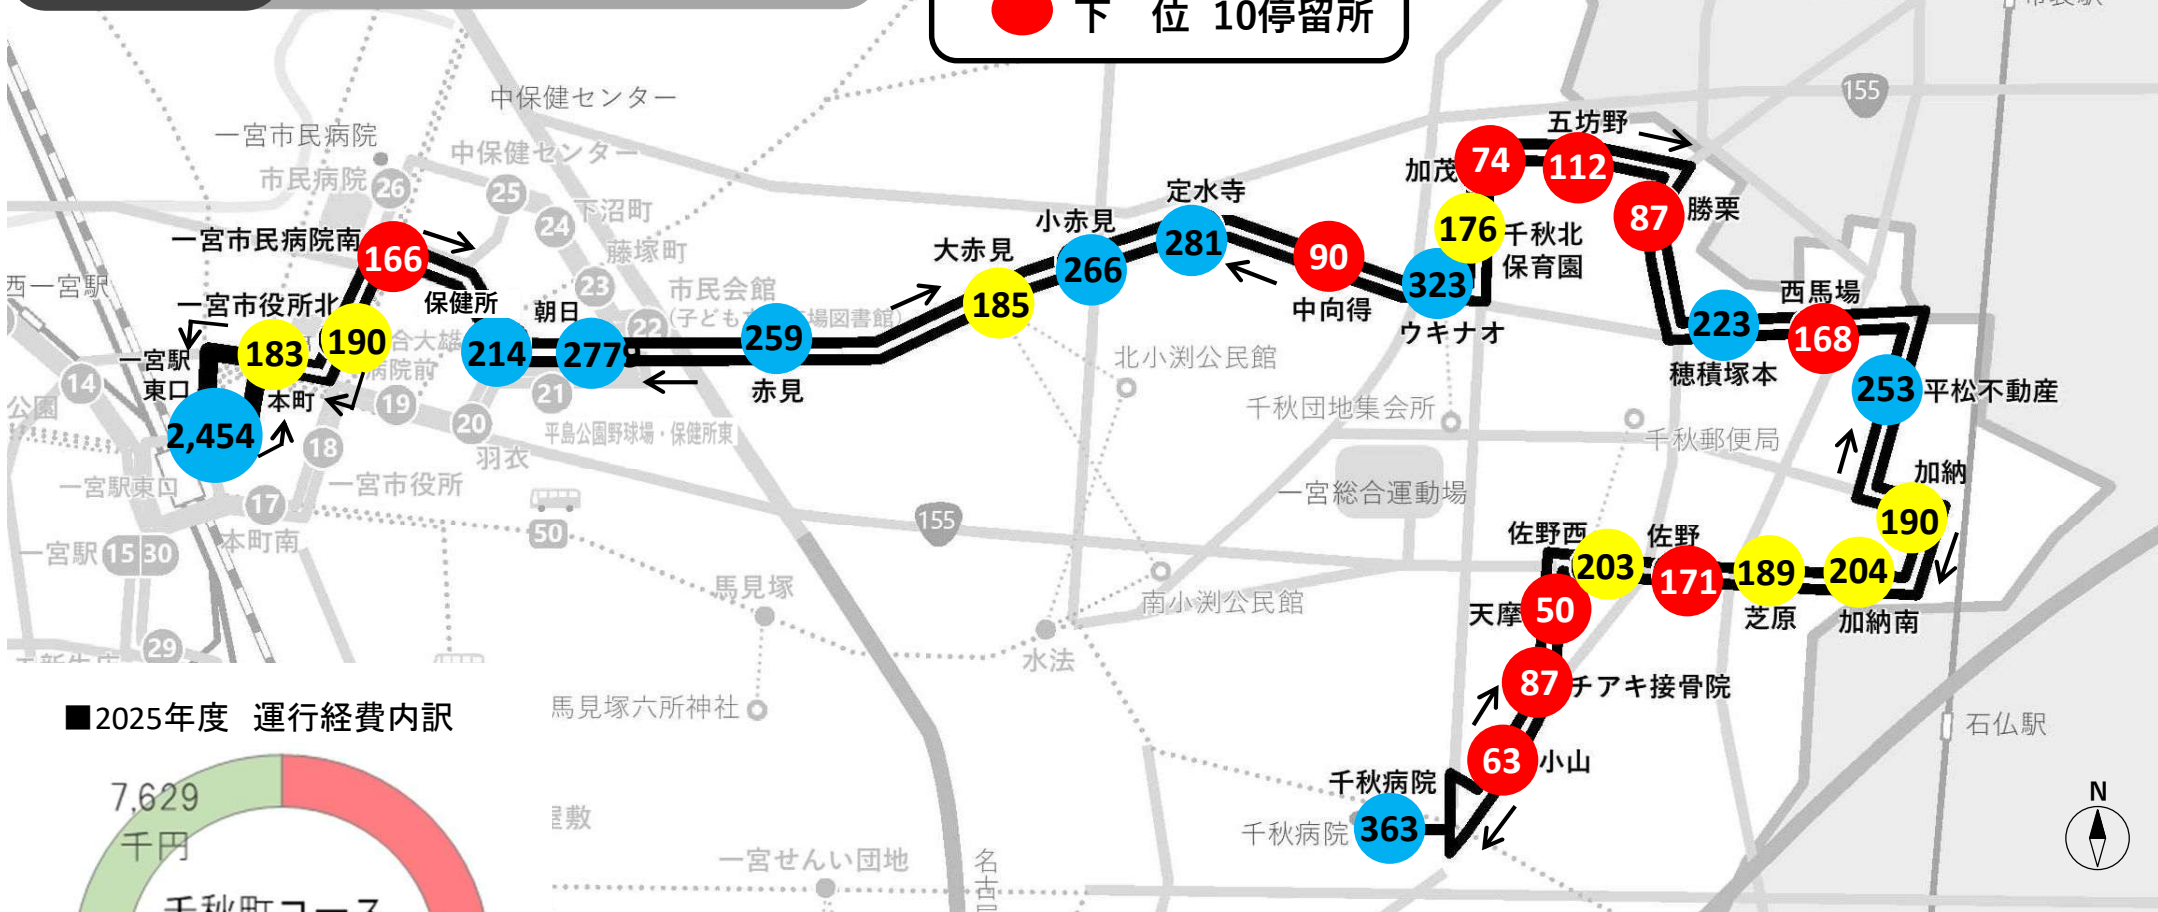 下 位 10停留所
155
中保健センター
一宮市民病院
中保健センター
市民病院
26
25
下沼町
24
藤塚町
23
市民会館
22
五坊野
74
112
加茂
87
勝栗
定水寺
小赤見
281
176
千秋北
保育園
大赤見
266
90
中向得
323
ウキナオ
185
一宮市民病院南
166
西一宮駅
一宮市役所北
保健所
朝日
259
赤見
190
183
214
277
一宮駅
東口
本町
病院前
2,454
西馬場
223
168
穂積塚本
253
平松不動産
北小渕公民館
千秋団地集会所
千秋郵便局
14
公園
19
20
21
平島公園野球場・保健所東
18
羽衣
一宮駅東口
一宮市役所
17
本町南
50
一宮駅
15
30
155
一宮総合運動場
加納
190
佐野西
203
佐野
171
189
204
芝原
加納南
天摩
50
馬見塚
南小渕公民館
水法
29
87
チアキ接骨院
馬見塚六所神社
石仏駅
63
小山
千秋病院
363
千秋病院
一宮せんい団地
名古
N
■2025年度 運行経費内訳
7,629
千円
千秋町コース